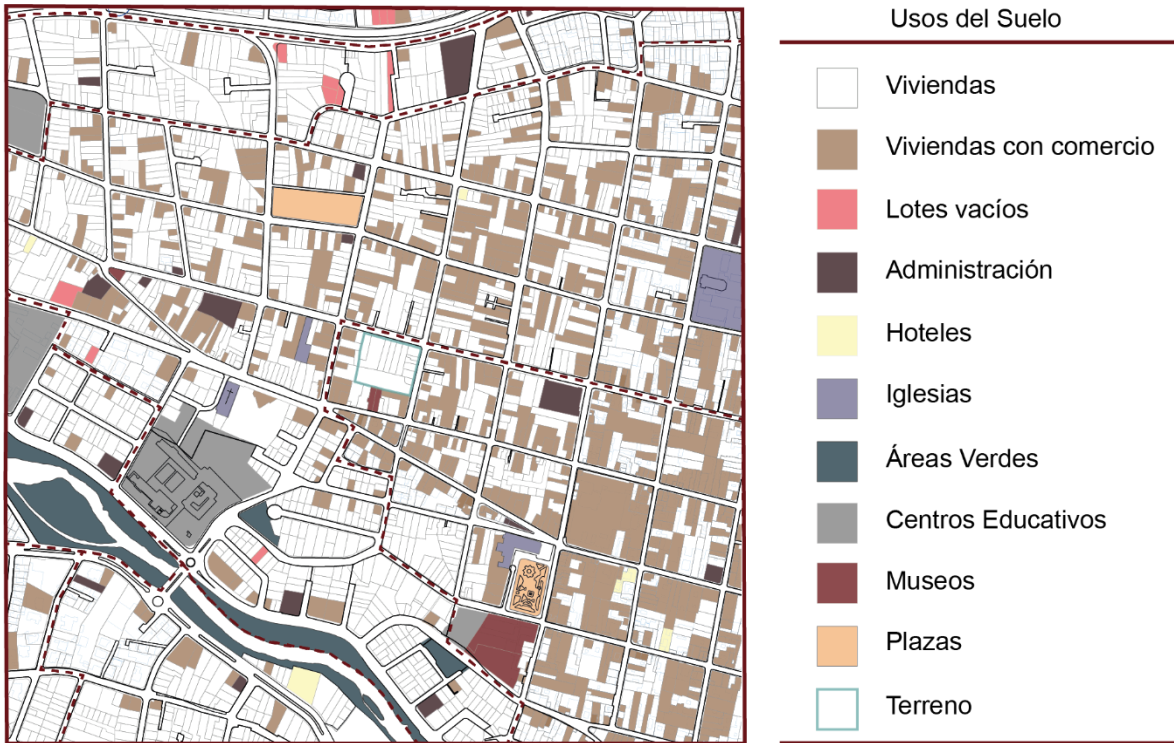 Usos del Suelo
Viviendas
Viviendas con comercio
Lotes vacíos
Administración
Hoteles
Iglesias
Áreas Verdes
Centros Educativos
Museos
Plazas
Terreno